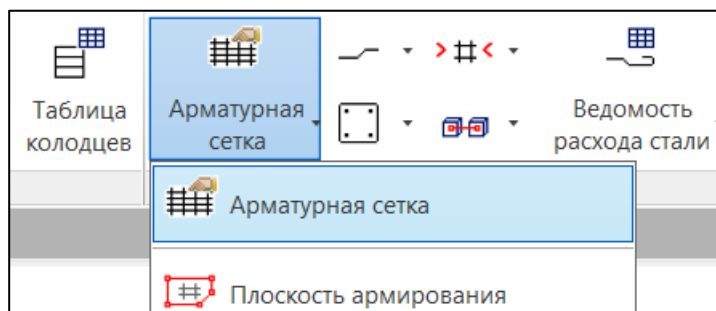 Таблица
колодцев
Арматурная
сетка
Ведомость
расхода стали
Арматурная сетка
Плоскость армирования